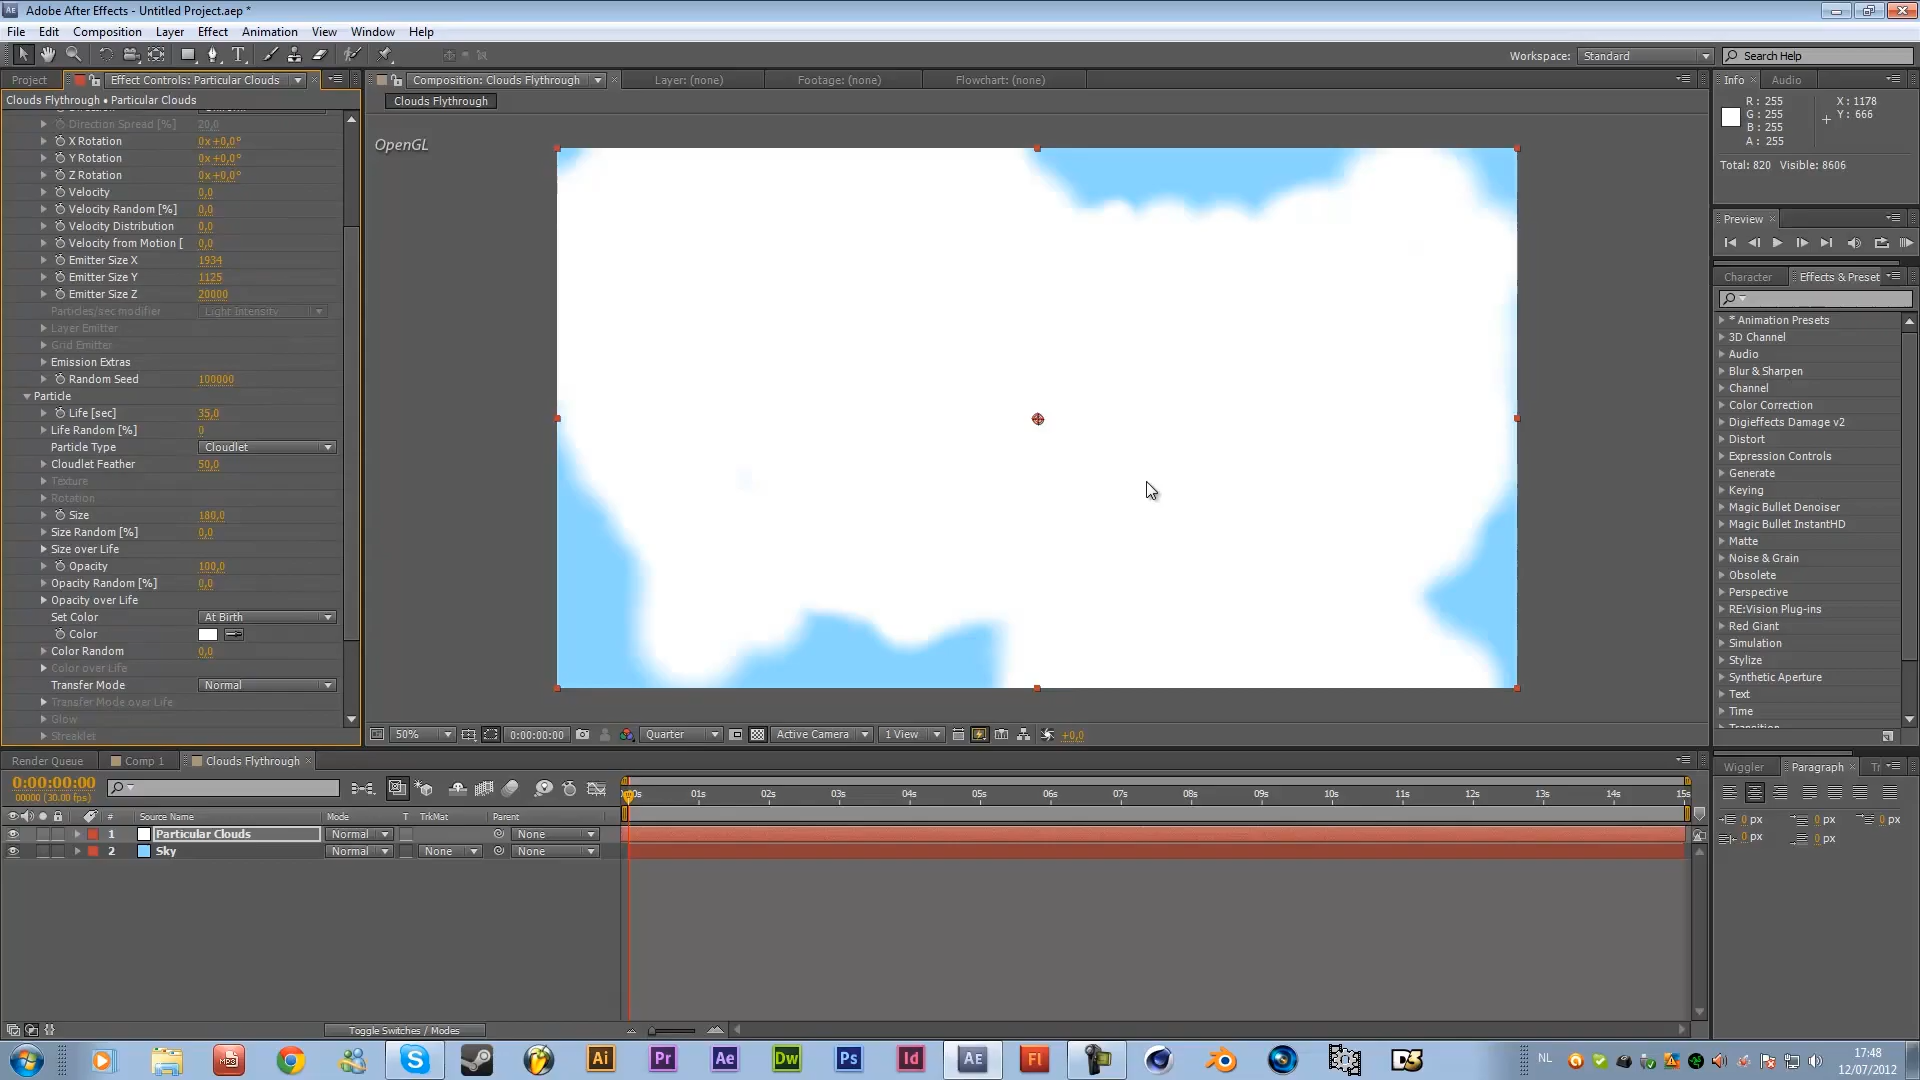 Adobe After Effects - Untitled Project.aep *
File Edit Composition Layer Effect Animation View Window Help
Workspace: Standard Search Help
Project Effect Controls: Particular Clouds
Composition: Clouds Flythrough Layer: (none) Footage: (none) Flowchart: (none)
Info Audio
Clouds Flythrough • Particular Clouds
Clouds Flythrough
Direction Spread [%] 20,0
X Rotation 0x+0,0°
Y Rotation 0x+0,0°
Z Rotation 0x+0,0°
Velocity 0,0
Velocity Random [%] 0,0
Velocity Distribution 0,0
Velocity from Motion [ 0,0
Emitter Size X 1934
Emitter Size Y 1125
Emitter Size Z 20000
Particles/sec modifier Light Intensity
Layer Emitter
Grid Emitter
Emission Extras
Random Seed 100000
Particle
Life [sec] 35,0
Life Random [%] 0
Particle Type Cloudlet
Cloudlet Feather 50,0
Texture
Rotation
Size 180,0
Size Random [%] 0,0
Size over Life
Opacity 100,0
Opacity Random [%] 0,0
Opacity over Life
Set Color At Birth
Color
Color Random 0,0
Color over Life
Transfer Mode Normal
Transfer Mode over Life
Glow
Streaklet
OpenGL
50% 0:00:00:00 Quarter Active Camera 1 View +0,0
R: 255 X: 1178
G: 255 Y: 666
B: 255
A: 255
Total: 820 Visible: 8606
Preview
Character Effects & Preset
* Animation Presets
3D Channel
Audio
Blur & Sharpen
Channel
Color Correction
Digieffects Damage v2
Distort
Expression Controls
Generate
Keying
Magic Bullet Denoiser
Magic Bullet InstantHD
Matte
Noise & Grain
Obsolete
Perspective
RE:Vision Plug-ins
Red Giant
Simulation
Stylize
Synthetic Aperture
Text
Time
Transition
Render Queue Comp 1 Clouds Flythrough
0:00:00:00
00000 (30.00 fps)
01s 02s 03s 04s 05s 06s 07s 08s 09s 10s 11s 12s 13s 14s 15s
# Source Name Mode T TrkMat Parent
1 Particular Clouds Normal None
2 Sky Normal None None
Toggle Switches / Modes
Wiggler Paragraph Tr
0 px 0 px 0 px
0 px 0 px
MP3 Ai Pr Ae Dw Ps Id AE Fl D3
NL
17:48
12/07/2012